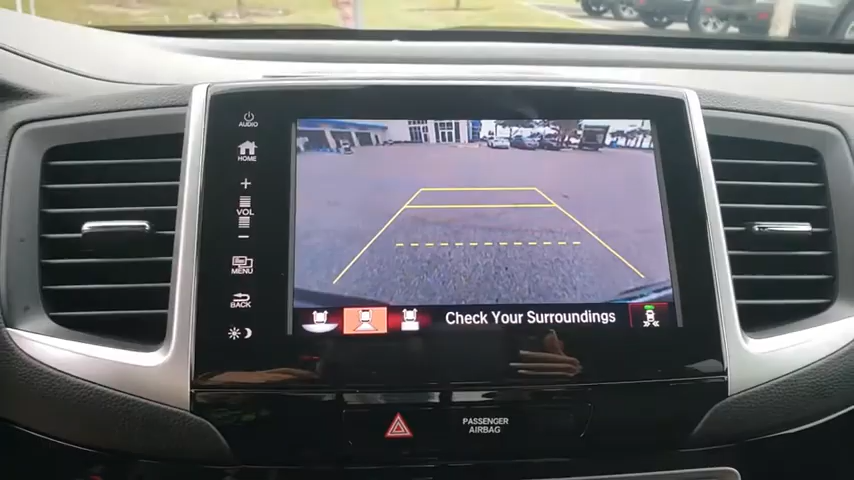 AUDIO
HOME
+
VOL
-
MENU
BACK
Check Your Surroundings
PASSENGER
AIRBAG